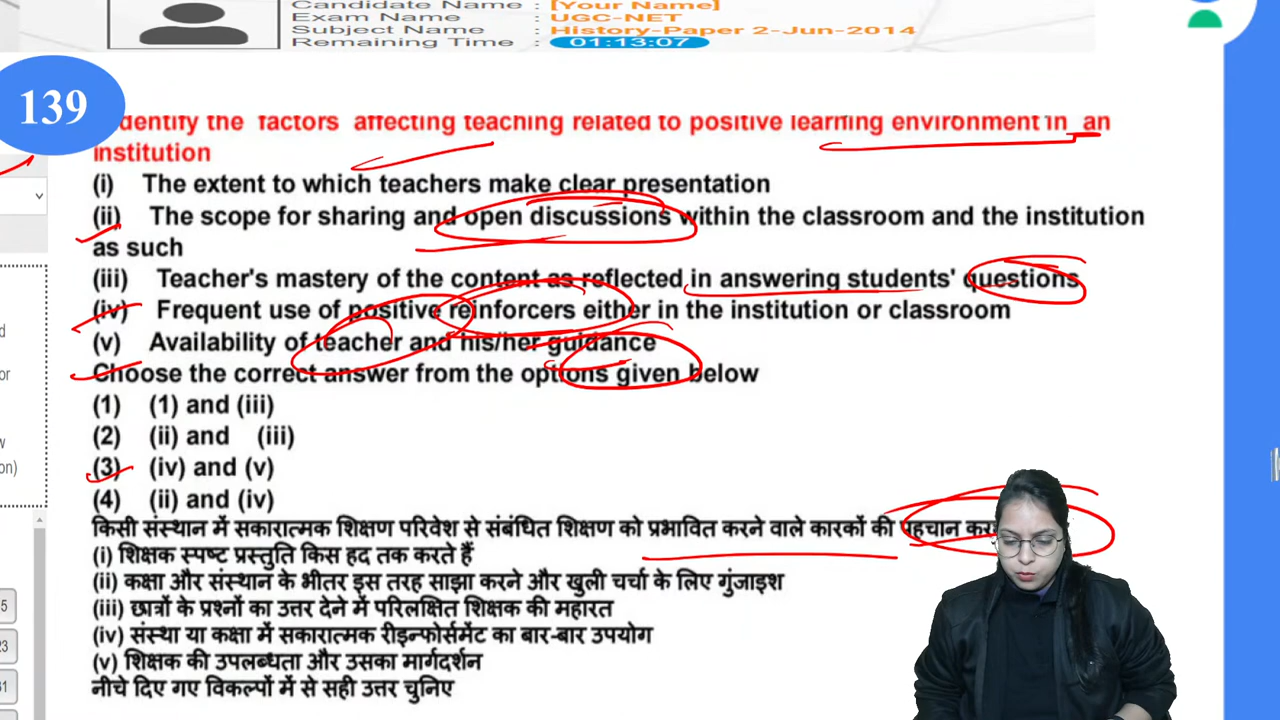 Candidate Name : [Your Name]
Exam Name : UGC-NET
Subject Name : History-Paper 2-Jun-2014
Remaining Time : 01:13:07
139
dentify the factors affecting teaching related to positive learning environment in an
institution
(i) The extent to which teachers make clear presentation
(ii) The scope for sharing and open discussions within the classroom and the institution
as such
(iii) Teacher's mastery of the content as reflected in answering students' questions
(iv) Frequent use of positive reinforcers either in the institution or classroom
(v) Availability of teacher and his/her guidance
Choose the correct answer from the options given below
(1) (1) and (iii)
(2) (ii) and (iii)
(3) (iv) and (v)
(4) (ii) and (iv)
किसी संस्थान में सकारात्मक शिक्षण परिवेश से संबंधित शिक्षण को प्रभावित करने वाले कारकों की पहचान कर
(i) शिक्षक स्पष्ट प्रस्तुति किस हद तक करते हैं
(ii) कक्षा और संस्थान के भीतर इस तरह साझा करने और खुली चर्चा के लिए गुंजाइश
(iii) छात्रों के प्रश्नों का उत्तर देने में परिलक्षित शिक्षक की महारत
(iv) संस्था या कक्षा में सकारात्मक रीइन्फोर्समेंट का बार-बार उपयोग
(v) शिक्षक की उपलब्धता और उसका मार्गदर्शन
नीचे दिए गए विकल्पों में से सही उत्तर चुनिए